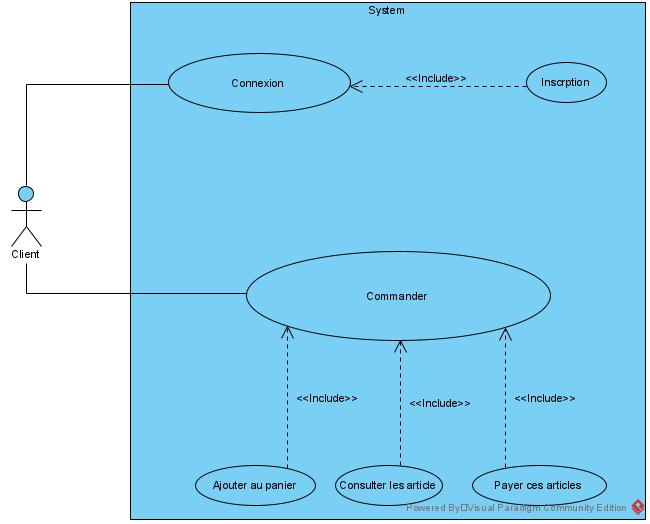 System
Connexion
<<Include>>
Inscrption
Client
Commander
<<Include>>
<<Include>>
<<Include>>
Ajouter au panier
Consulter les article
Payer ces articles
Powered By Visual Paradigm Community Edition